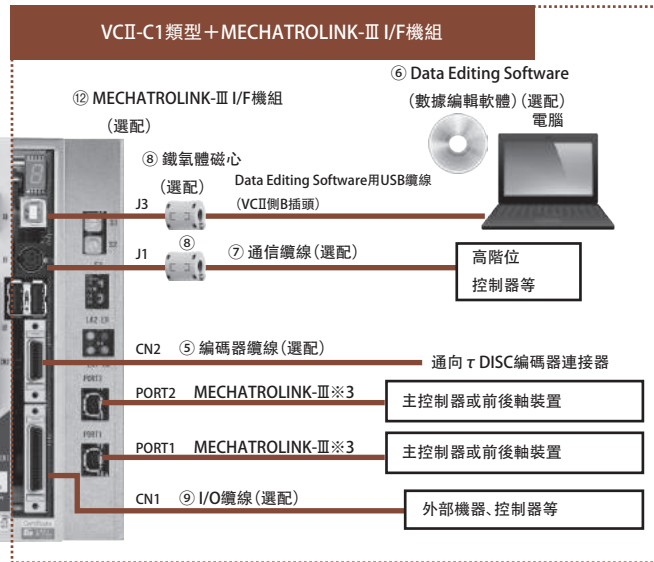 VCⅡ-C1類型＋MECHATROLINK-Ⅲ I/F機組
⑥ Data Editing Software
（數據編輯軟體）（選配）
電腦
⑫ MECHATROLINK-Ⅲ I/F機組
（選配）
⑧ 鐵氧體磁心
（選配）
Data Editing Software用USB纜線
（VCⅡ側B插頭）
J3
J1
⑧
⑦ 通信纜線（選配）
高階位
控制器等
CN2
⑤ 編碼器纜線（選配）
通向 τ DISC編碼器連接器
PORT2
MECHATROLINK-Ⅲ※3
主控制器或前後軸裝置
PORT1
MECHATROLINK-Ⅲ※3
主控制器或前後軸裝置
CN1
⑨ I/O纜線（選配）
外部機器、控制器等
PORT1